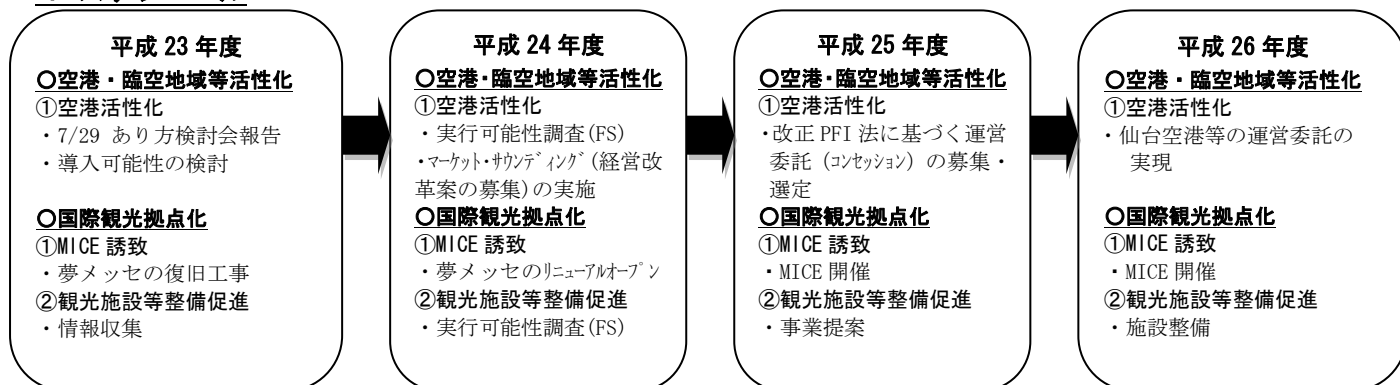 平成 23 年度
〇空港・臨空地域等活性化
①空港活性化
・7/29 あり方検討会報告
・導入可能性の検討
〇国際観光拠点化
①MICE 誘致
・夢メッセの復旧工事
②観光施設等整備促進
・情報収集
平成 24 年度
〇空港・臨空地域等活性化
①空港活性化
・実行可能性調査(FS)
・ﾏｰｹｯﾄ・ｻｳﾝﾃﾞｨﾝｸﾞ(経営改
革案の募集)の実施
〇国際観光拠点化
①MICE 誘致
・夢メッセのﾘﾆｭｰｱﾙｵｰﾌﾟﾝ
②観光施設等整備促進
・実行可能性調査(FS)
平成 25 年度
〇空港・臨空地域等活性化
①空港活性化
・改正 PFI 法に基づく運営
委託（ｺﾝｾｯｼｮﾝ）の募集・
選定
〇国際観光拠点化
①MICE 誘致
・MICE 開催
②観光施設等整備促進
・事業提案
平成 26 年度
〇空港・臨空地域等活性化
①空港活性化
・仙台空港等の運営委託の
実現
〇国際観光拠点化
①MICE 誘致
・MICE 開催
②観光施設等整備促進
・施設整備